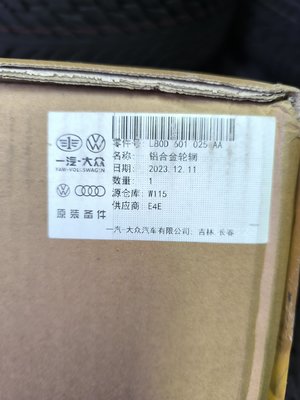 一汽-大众
FAW-VOLKSWAGEN
原装备件
零件号: L80D 601 025 AA
名称: 铝合金轮辋
日期: 2023.12.11
数量: 1
源仓库: W115
供应商: E4E
一汽-大众汽车有限公司: 吉林.长春